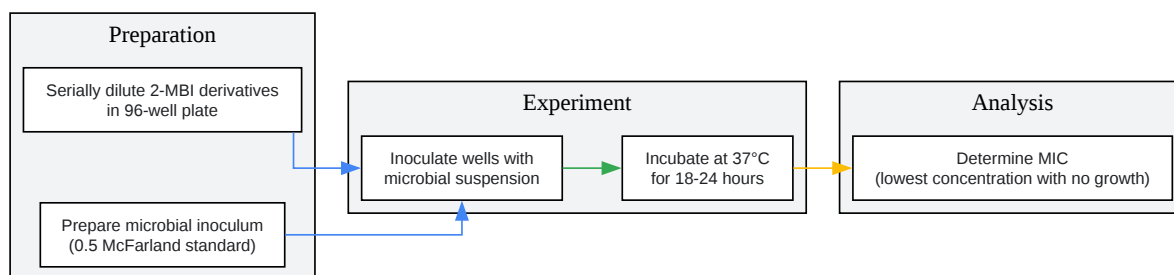 Preparation
Serially dilute 2-MBI derivatives
in 96-well plate
Prepare microbial inoculum
(0.5 McFarland standard)
Experiment
Inoculate wells with
microbial suspension
Incubate at 37°C
for 18-24 hours
Analysis
Determine MIC
(lowest concentration with no growth)